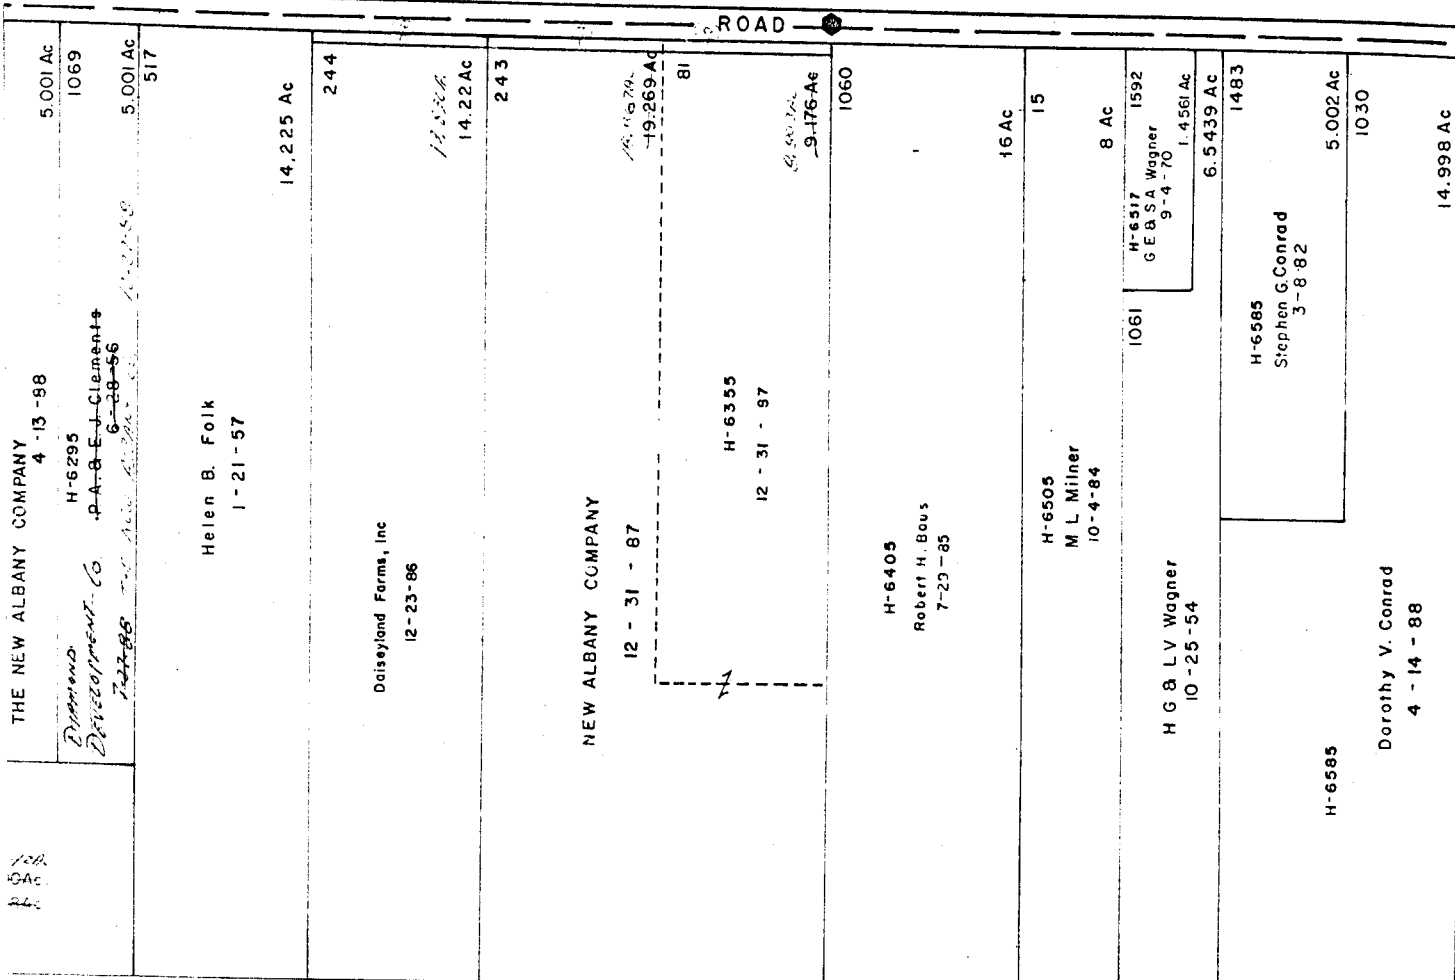 ROAD
5.001 Ac
THE NEW ALBANY COMPANY
4 -13 -88
1069
5.001 Ac
H-6295
P.A. & E.J. Clements
6-28-56
DIAMOND
DEVELOPMENT CO
7-27-88
517
14.225 Ac
Helen B. Folk
1-21-57
244
14.22 Ac
Daiseyland Farms, Inc
12-23-86
243
19.269 Ac
NEW ALBANY COMPANY
12 - 31 - 87
81
9.176 Ac
H-6355
12 - 31 - 97
1060
16 Ac
H-6405
Robert H. Baus
7-29-85
15
8 Ac
H-6505
M L Milner
10-4-84
1592
1.4561 Ac
H-6517
G E & S A Wagner
9-4-70
1061
6.5439 Ac
H G & L V Wagner
10-25-54
1483
5.002 Ac
H-6585
Stephen G. Conrad
3-8-82
1030
14.998 Ac
H-6585
Dorothy V. Conrad
4 - 14 - 88